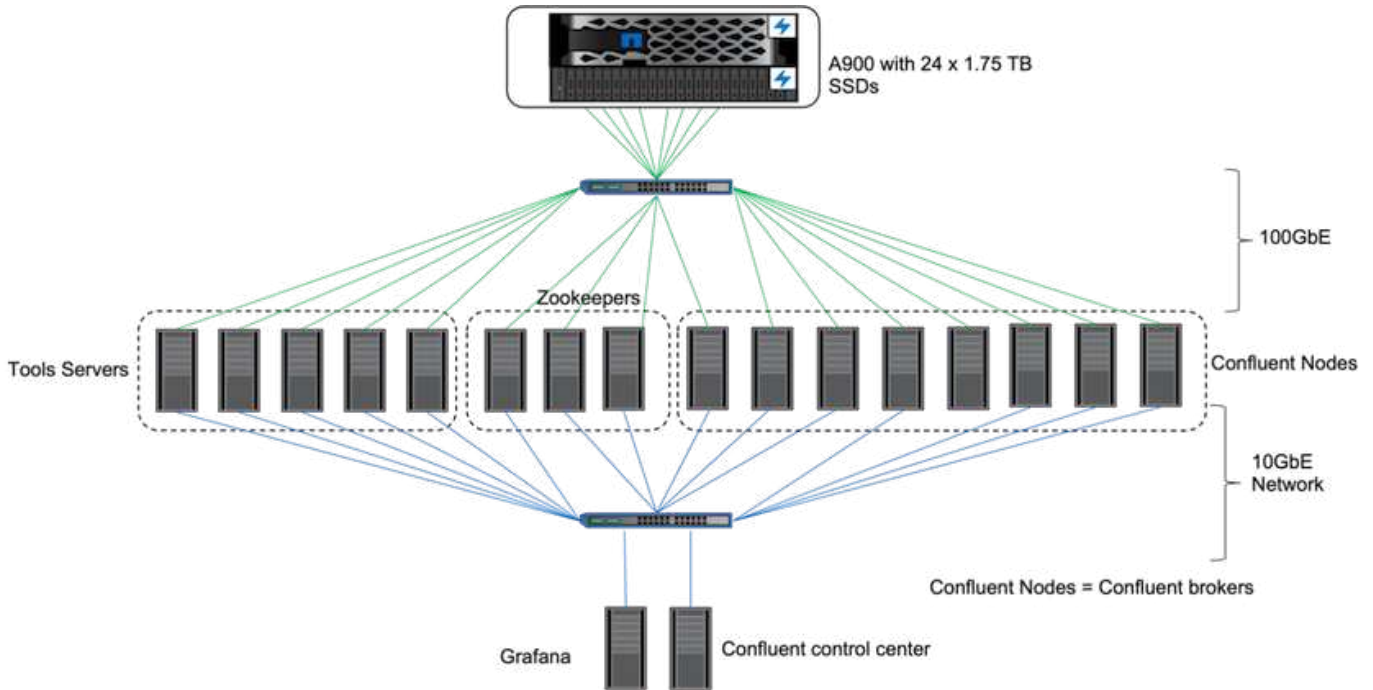 A900 with 24 x 1.75 TB
SSDs
100GbE
Zookeepers
Tools Servers
Confluent Nodes
10GbE
Network
Confluent Nodes = Confluent brokers
Grafana
Confluent control center